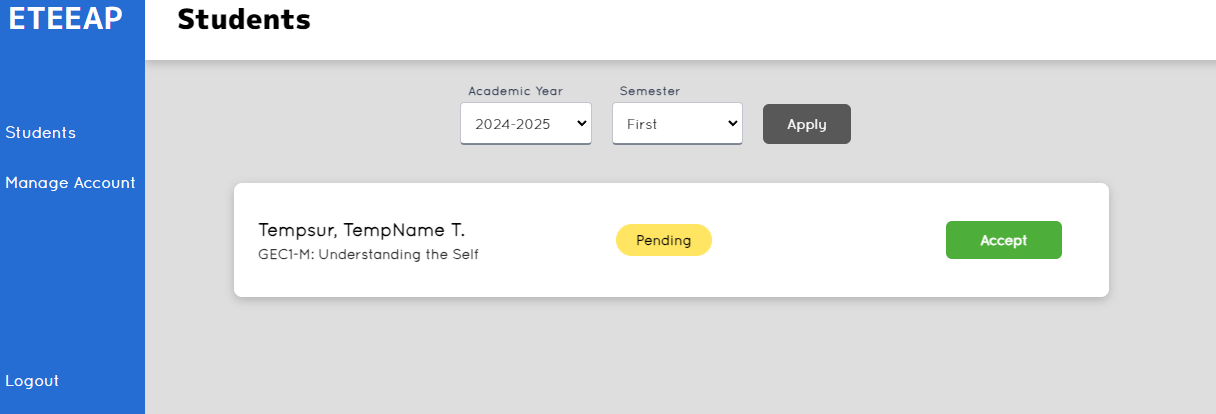 ETEEAP
Students
Students
Manage Account
Logout
Academic Year
Semester
2024-2025
First
Apply
Tempsur, TempName T.
GEC1-M: Understanding the Self
Pending
Accept